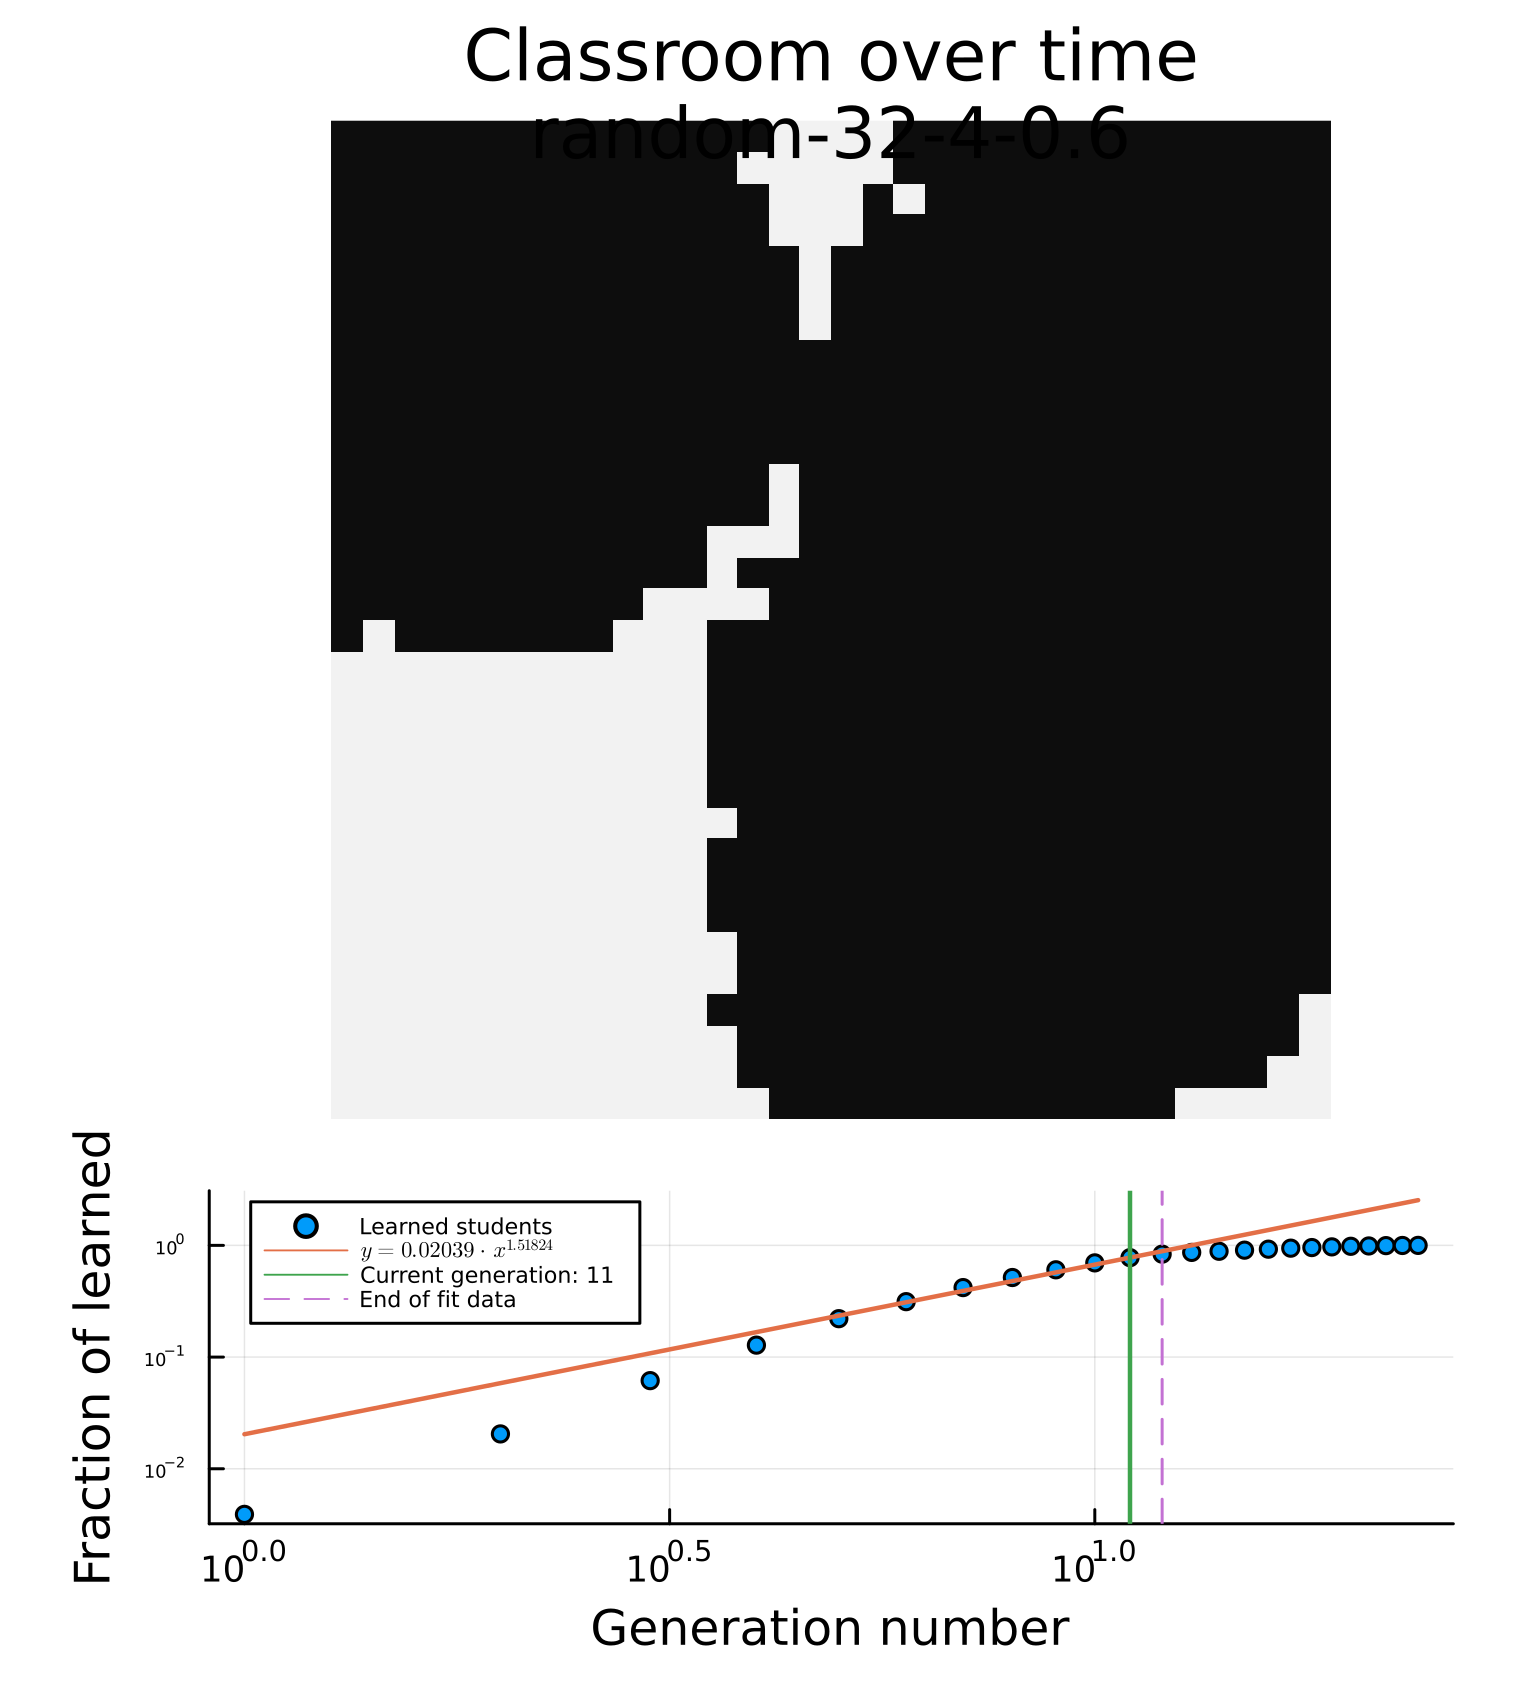 Classroom over time
random-32-4-0.6
Fraction of learned
Learned students
y = 0.02039 · x^1.51824
Current generation: 11
End of fit data
10^0
10^−1
10^−2
10^0.0
10^0.5
10^1.0
Generation number